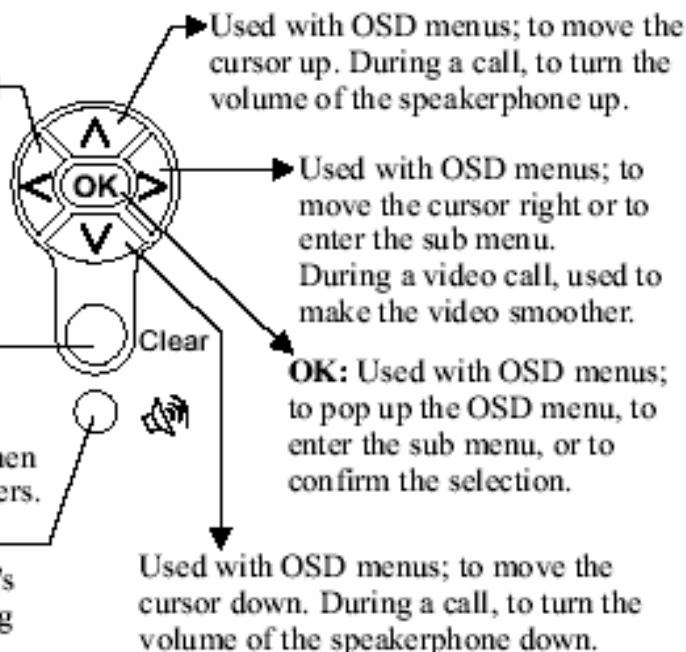 Used with OSD menus; to move the
cursor up. During a call, to turn the
volume of the speakerphone up.
Used with OSD menus; to
move the cursor right or to
enter the sub menu.
During a video call, used to
make the video smoother.
OK
Clear
OK: Used with OSD menus;
to pop up the OSD menu, to
enter the sub menu, or to
confirm the selection.
Used with OSD menus; to move the
cursor down. During a call, to turn the
volume of the speakerphone down.